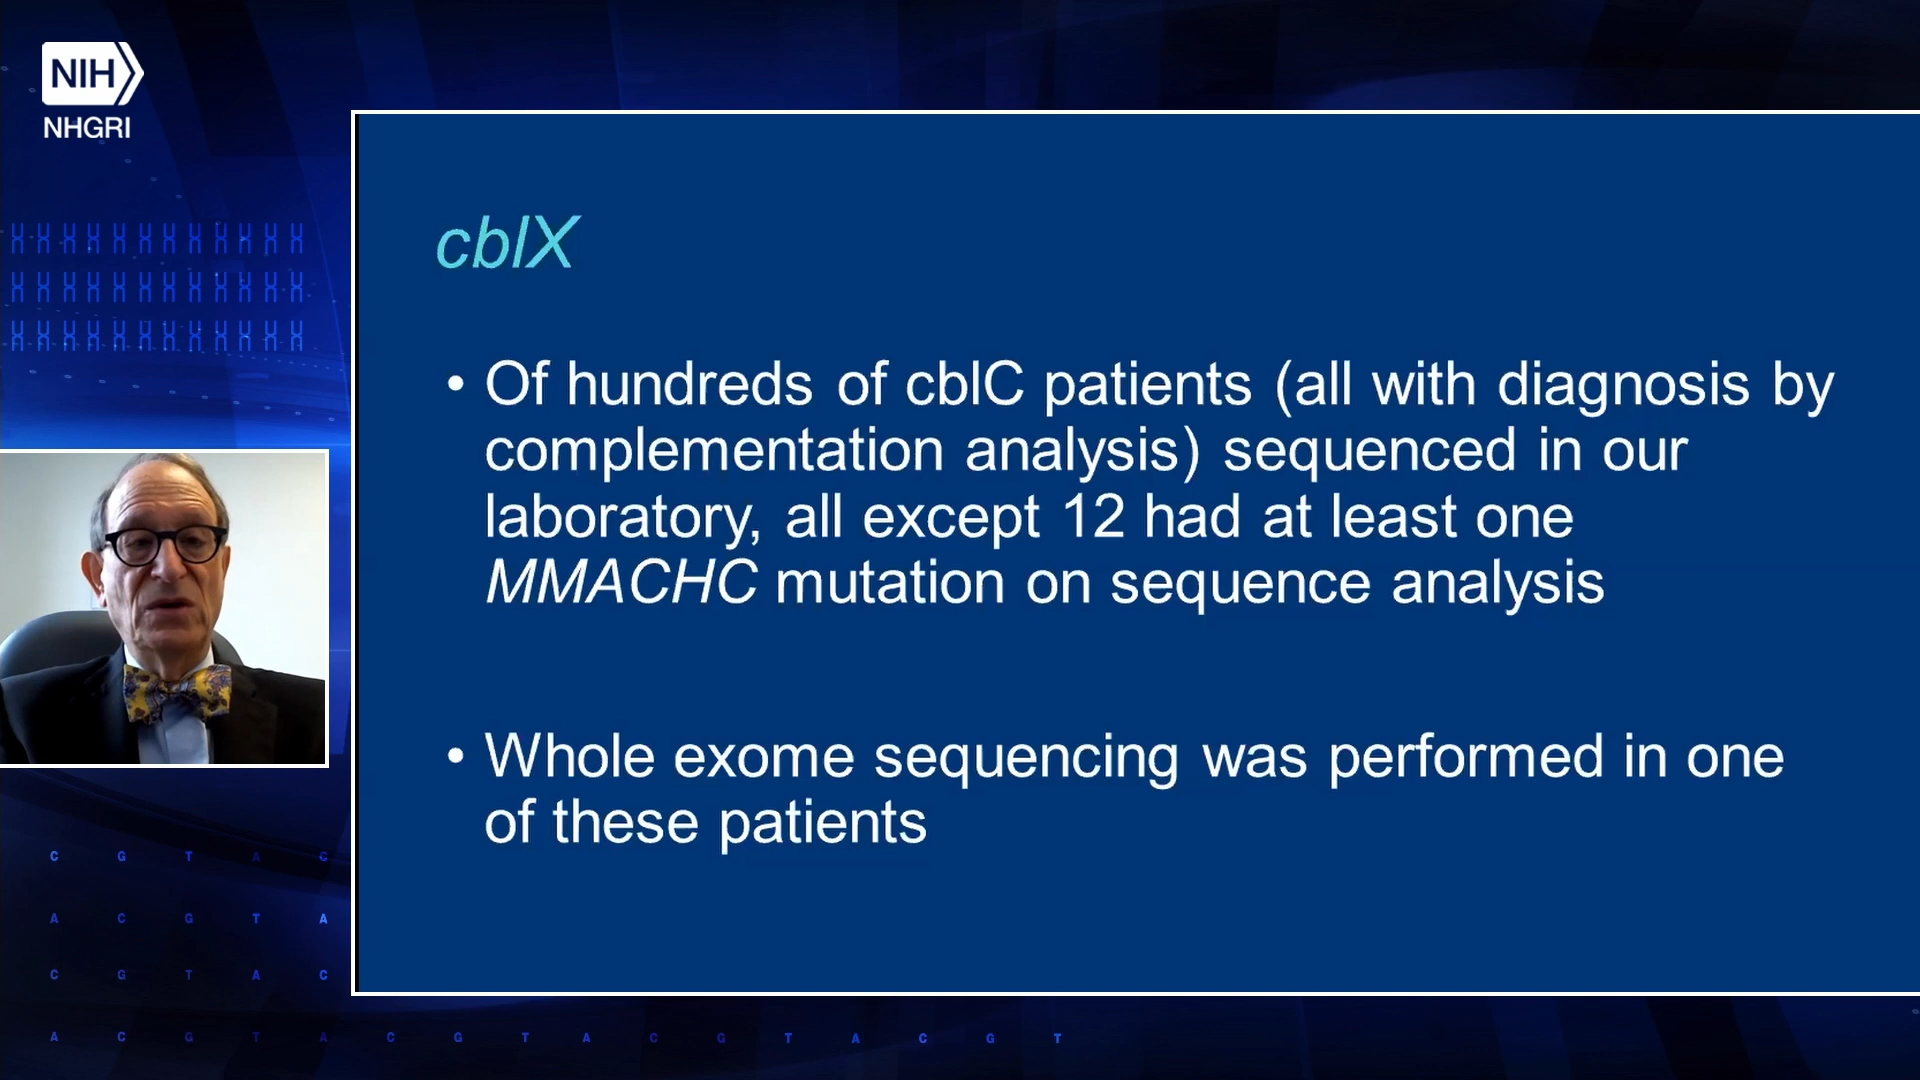 NIH
NHGRI
cblX
• Of hundreds of cblC patients (all with diagnosis by
complementation analysis) sequenced in our
laboratory, all except 12 had at least one
MMACHC mutation on sequence analysis
• Whole exome sequencing was performed in one
of these patients
C G T A C
A C G T A
C G T A C
A C G T A C G T A C G T A C G T